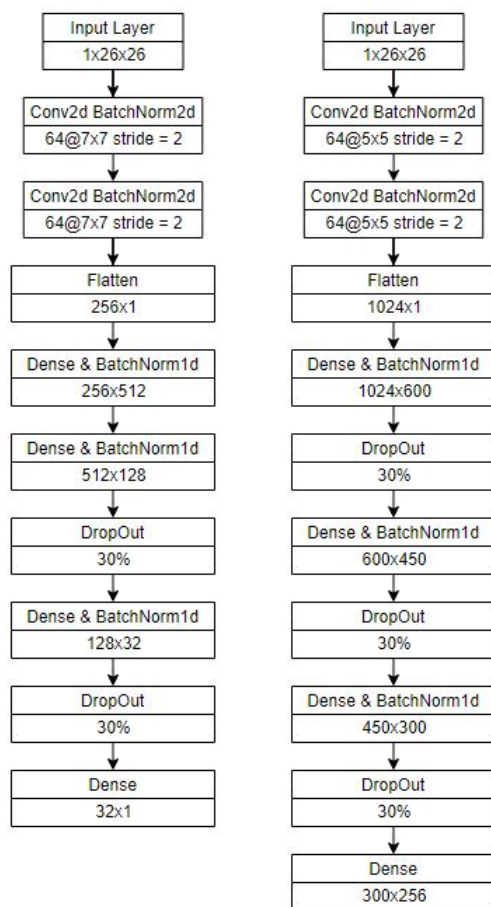 Input Layer
1x26x26
Conv2d BatchNorm2d
64@7x7 stride = 2
Conv2d BatchNorm2d
64@7x7 stride = 2
Flatten
256x1
Dense & BatchNorm1d
256x512
Dense & BatchNorm1d
512x128
DropOut
30%
Dense & BatchNorm1d
128x32
DropOut
30%
Dense
32x1
Input Layer
1x26x26
Conv2d BatchNorm2d
64@5x5 stride = 2
Conv2d BatchNorm2d
64@5x5 stride = 2
Flatten
1024x1
Dense & BatchNorm1d
1024x600
DropOut
30%
Dense & BatchNorm1d
600x450
DropOut
30%
Dense & BatchNorm1d
450x300
DropOut
30%
Dense
300x256